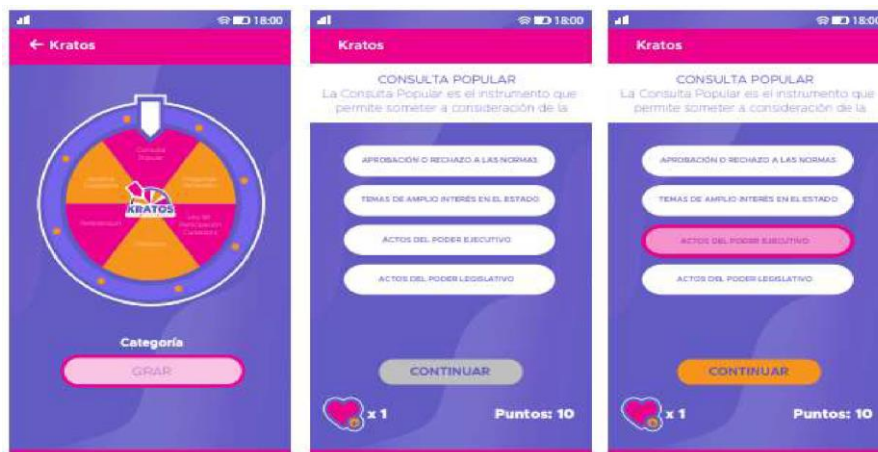 18:00
← Kratos
Consulta
Popular
KRATOS
Categoría
GIRAR
18:00
Kratos
CONSULTA POPULAR
La Consulta Popular es el instrumento que
permite someter a consideración de la
APROBACIÓN O RECHAZO A LAS NORMAS
TEMAS DE AMPLIO INTERÉS EN EL ESTADO
ACTOS DEL PODER EJECUTIVO
ACTOS DEL PODER LEGISLATIVO
CONTINUAR
x 1
Puntos: 10
18:00
Kratos
CONSULTA POPULAR
La Consulta Popular es el instrumento que
permite someter a consideración de la
APROBACIÓN O RECHAZO A LAS NORMAS
TEMAS DE AMPLIO INTERÉS EN EL ESTADO
ACTOS DEL PODER EJECUTIVO
ACTOS DEL PODER LEGISLATIVO
CONTINUAR
x 1
Puntos: 10